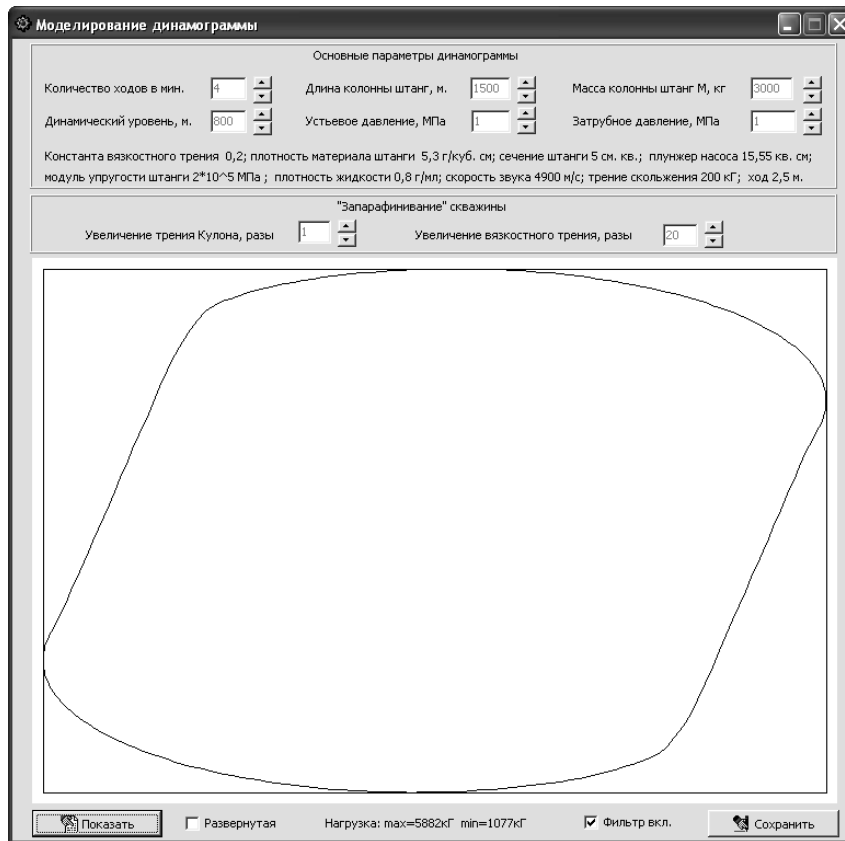 Моделирование динамограммы
Основные параметры динамограммы
Количество ходов в мин. 4 Длина колонны штанг, м. 1500 Масса колонны штанг М, кг 3000
Динамический уровень, м. 800 Устьевое давление, МПа 1 Затрубное давление, МПа 1
Константа вязкостного трения 0,2; плотность материала штанги 5,3 г/куб. см; сечение штанги 5 см. кв.; плунжер насоса 15,55 кв. см;
модуль упругости штанги 2*10^5 МПа ; плотность жидкости 0,8 г/мл; скорость звука 4900 м/с; трение скольжения 200 кГ; ход 2,5 м.
"Запарафинивание" скважины
Увеличение трения Кулона, разы 1 Увеличение вязкостного трения, разы 20
Показать Развернутая Нагрузка: max=5882кГ min=1077кГ Фильтр вкл. Сохранить